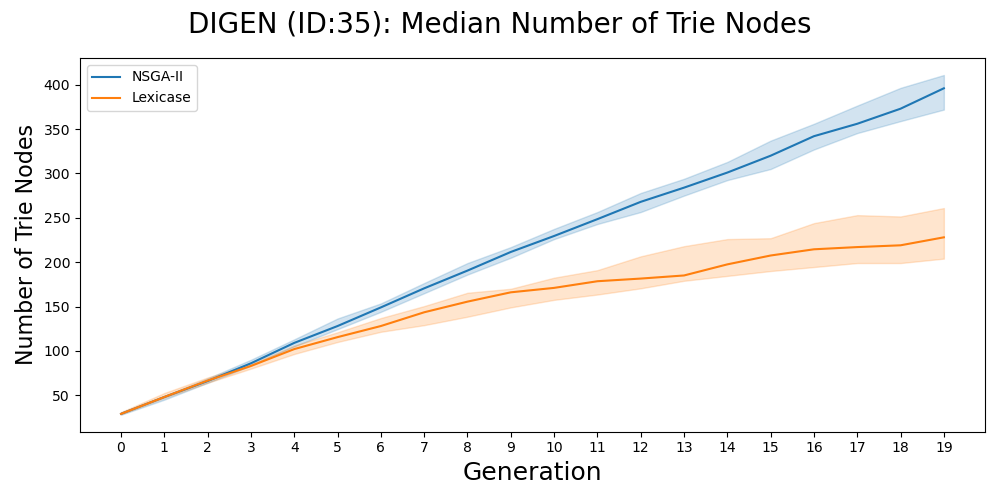 DIGEN (ID:35): Median Number of Trie Nodes
NSGA-II
Lexicase
Number of Trie Nodes
400
350
300
250
200
150
100
50
0 1 2 3 4 5 6 7 8 9 10 11 12 13 14 15 16 17 18 19
Generation